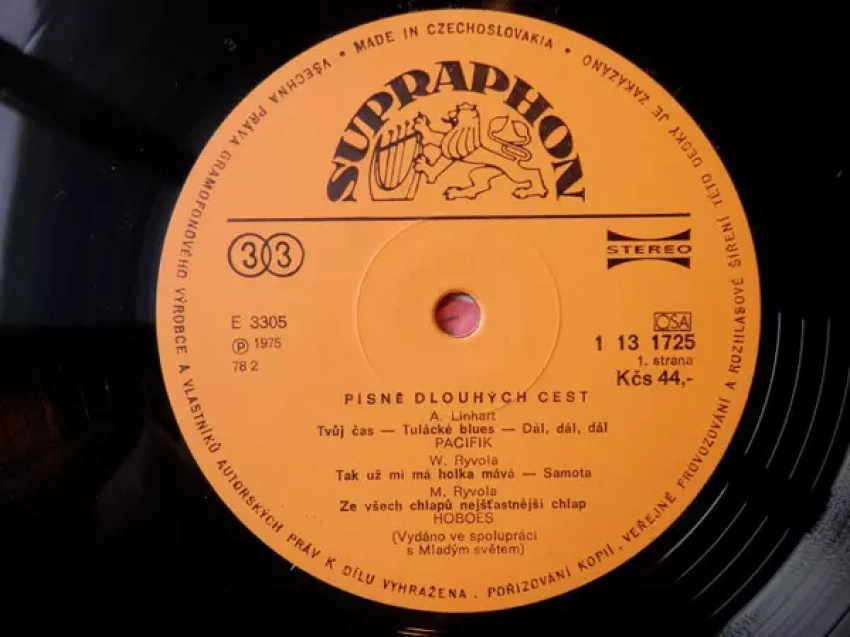 VŠECHNA PRÁVA GRAMOFONOVÉHO VÝROBCE A VLASTNÍKŮ AUTORSKÝCH PRÁV K DÍLU VYHRAŽENA. POŘIZOVÁNÍ KOPIÍ, VEŘEJNÉ PROVOZOVÁNÍ A ROZHLASOVÉ ŠÍŘENÍ TÉTO DESKY JE ZAKÁZÁNO
• MADE IN CZECHOSLOVAKIA •
SUPRAPHON
33
STEREO
E 3305
Ⓟ 1975
78 2
OSA
1 13 1725
1. strana
Kčs 44,-
PÍSNĚ DLOUHÝCH CEST
A. Linhart
Tvůj čas — Tulácké blues — Dál, dál, dál
PACIFIK
W. Ryvola
Tak už mi má holka mává — Samota
M. Ryvola
Ze všech chlapů nejšťastnější chlap
HOBOES
(Vydáno ve spolupráci
s Mladým světem)